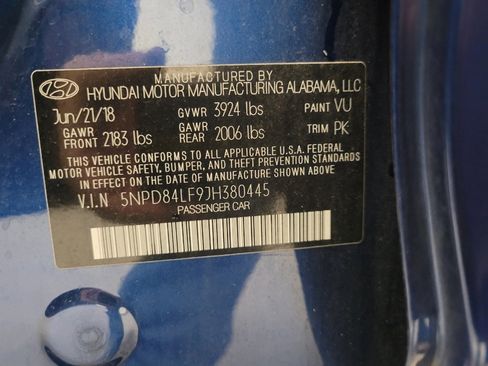 MANUFACTURED BY
HYUNDAI MOTOR MANUFACTURING ALABAMA, LLC
Jun/21/18 GVWR 3924 lbs PAINT VU
GAWR FRONT 2183 lbs GAWR REAR 2006 lbs TRIM PK
THIS VEHICLE CONFORMS TO ALL APPLICABLE U.S.A. FEDERAL
MOTOR VEHICLE SAFETY, BUMPER, AND THEFT PREVENTION STANDARDS
IN EFFECT ON THE DATE OF MANUFACTURE SHOWN ABOVE.
V.I.N 5NPD84LF9JH380445
PASSENGER CAR